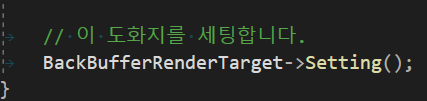 // 이 도화지를 세팅합니다.
BackBufferRenderTarget->Setting();
}